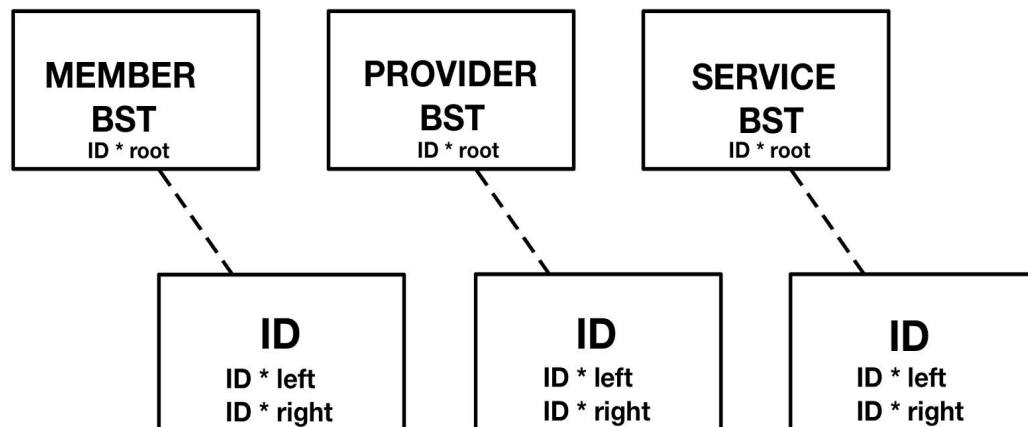 MEMBER
BST
ID * root
PROVIDER
BST
ID * root
SERVICE
BST
ID * root
ID
ID * left
ID * right
ID
ID * left
ID * right
ID
ID * left
ID * right